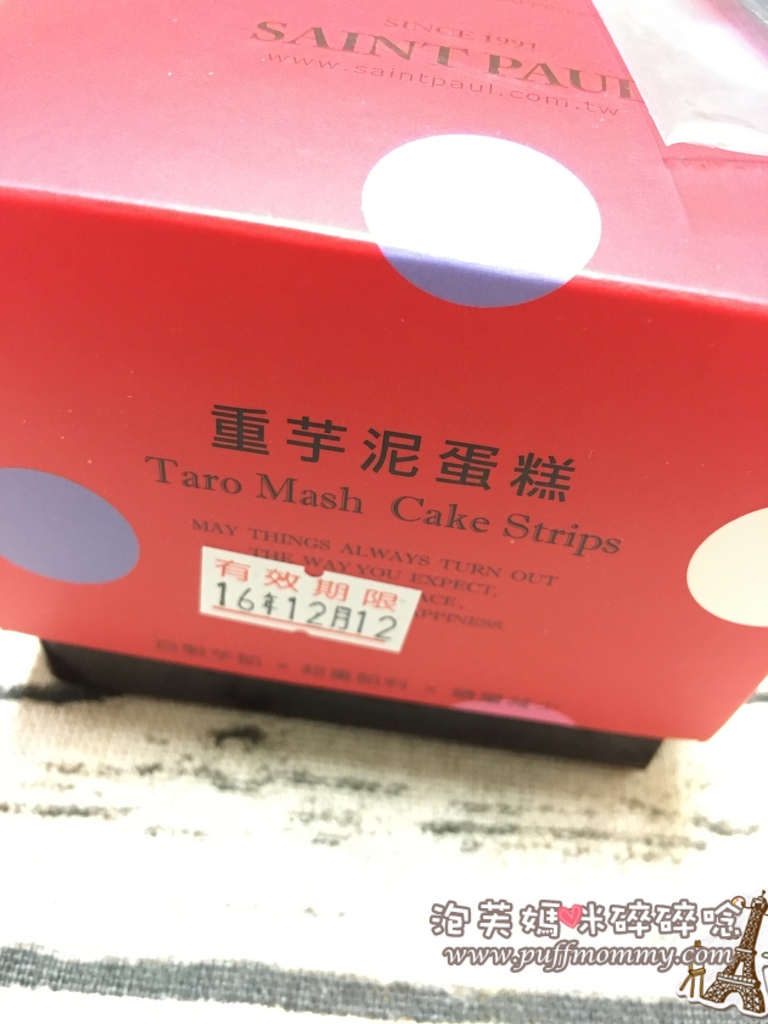 SINCE 1991
SAINT PAUL
www.saintpaul.com.tw
重芋泥蛋糕
Taro Mash Cake Strips
MAY THINGS ALWAYS TURN OUT
THE WAY YOU EXPECT,
ACE,
APPINESS
有效期限
16年12月12
泡芙媽咪碎碎唸
www.puffmommy.com